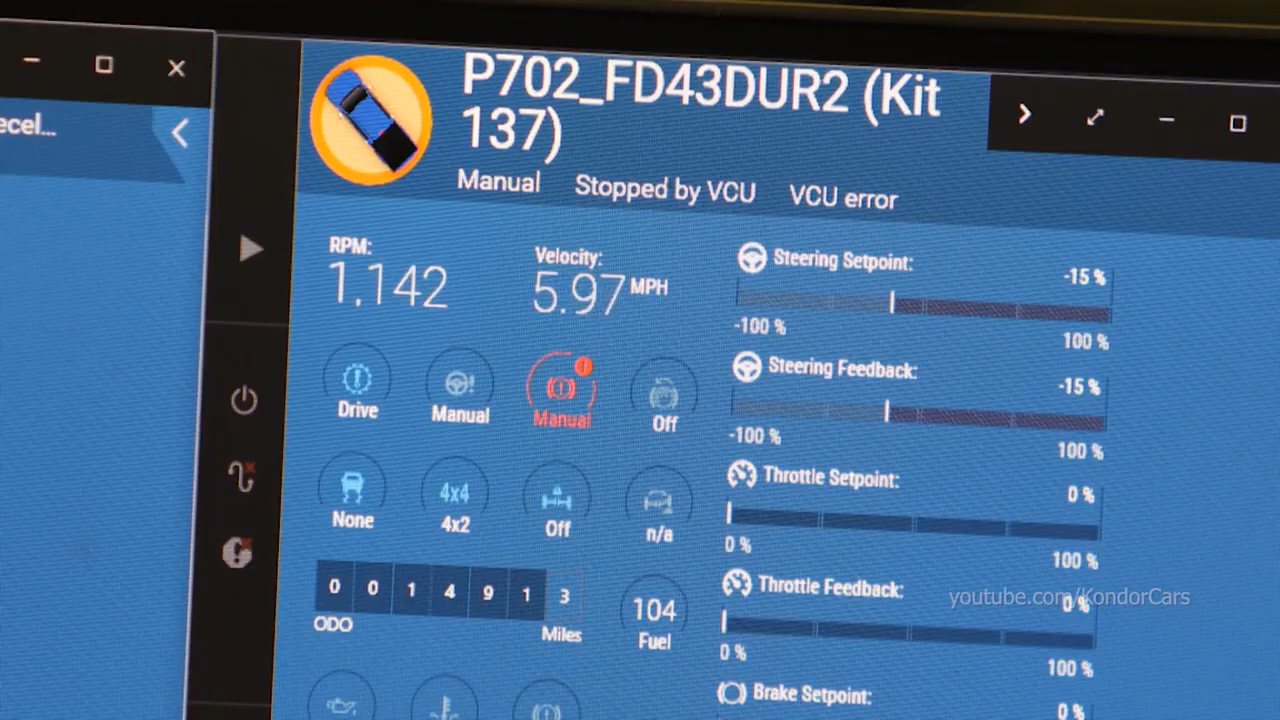 ecel...
P702_FD43DUR2 (Kit
137)
Manual Stopped by VCU VCU error
RPM:
1,142
Velocity:
5.97 MPH
Drive
Manual
Manual
Off
None
4x4
4x2
Off
n/a
0 0 1 4 9 1 3
ODO
Miles
104
Fuel
Steering Setpoint:
-15 %
-100 %
100 %
Steering Feedback:
-15 %
-100 %
100 %
Throttle Setpoint:
0 %
0 %
100 %
Throttle Feedback:
0 %
0 %
100 %
Brake Setpoint:
0 %
youtube.com/KondorCars